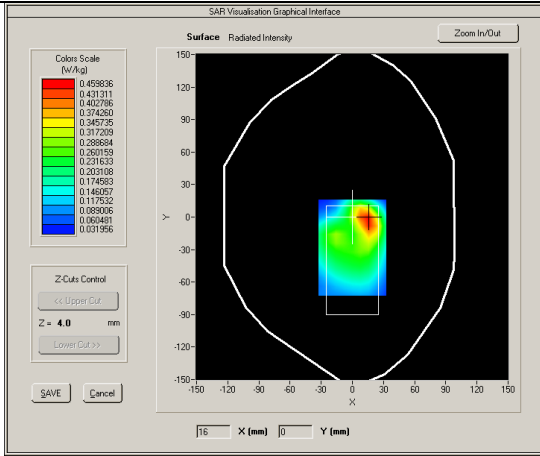 SAR Visualisation Graphical Interface
Surface Radiated Intensity
Zoom In/Out
Colors Scale
(W/kg)
0.459836
0.431311
0.402786
0.374260
0.345735
0.317209
0.288684
0.260159
0.231633
0.203108
0.174583
0.146057
0.117532
0.089006
0.060481
0.031956
Z-Cuts Control
<< Upper Cut
Z = 4.0 mm
Lower Cut >>
SAVE Cancel
150
120
90
60
30
0
-30
-60
-90
-120
-150
Y
-150 -120 -90 -60 -30 0 30 60 90 120 150
X
16 X (mm) 0 Y (mm)